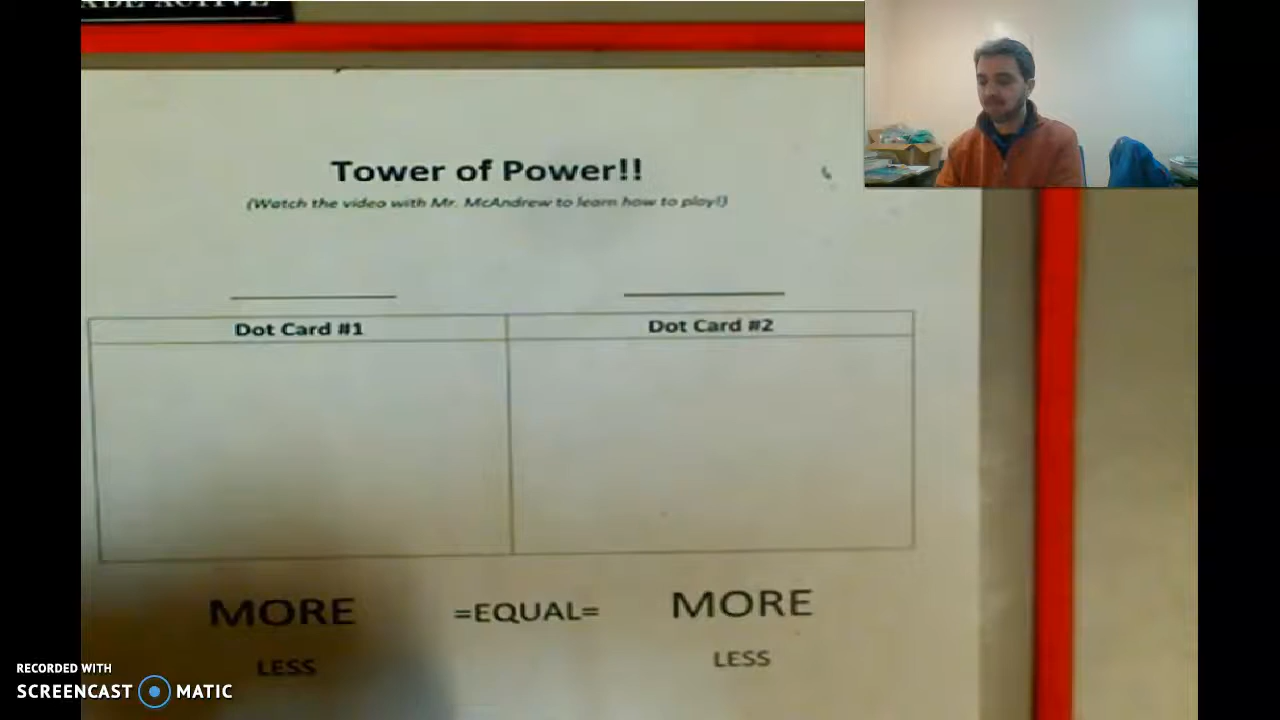 Tower of Power!!
(Watch the video with Mr. McAndrew to learn how to play!)
Dot Card #1
Dot Card #2
MORE
=EQUAL=
MORE
LESS
LESS
RECORDED WITH
SCREENCAST MATIC